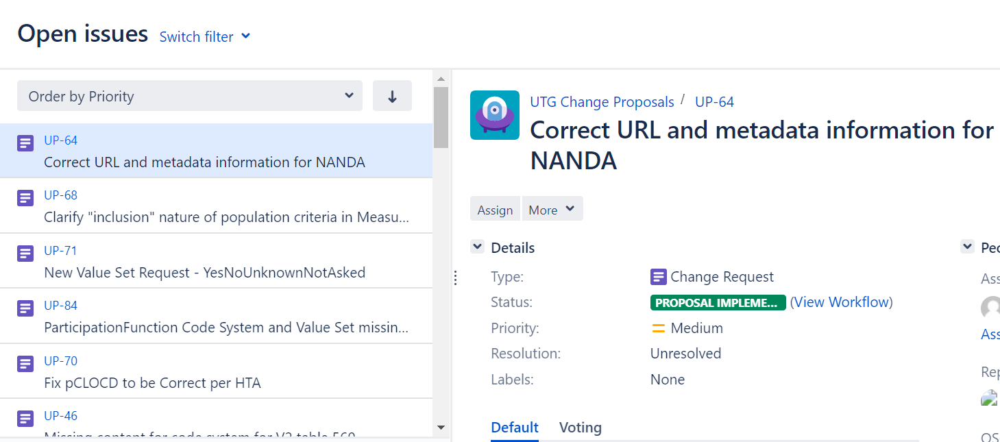 Open issues Switch filter
Order by Priority
UP-64
Correct URL and metadata information for NANDA
UP-68
Clarify "inclusion" nature of population criteria in Measu...
UP-71
New Value Set Request - YesNoUnknownNotAsked
UP-84
ParticipationFunction Code System and Value Set missin...
UP-70
Fix pCLOCD to be Correct per HTA
UP-46
Missing content for code system for V2 table 560
UTG Change Proposals / UP-64
Correct URL and metadata information for
NANDA
Assign More
Details
Type: Change Request
Status: PROPOSAL IMPLEME... (View Workflow)
Priority: Medium
Resolution: Unresolved
Labels: None
Default Voting
Pec
Ass
Ass
Rep
OS